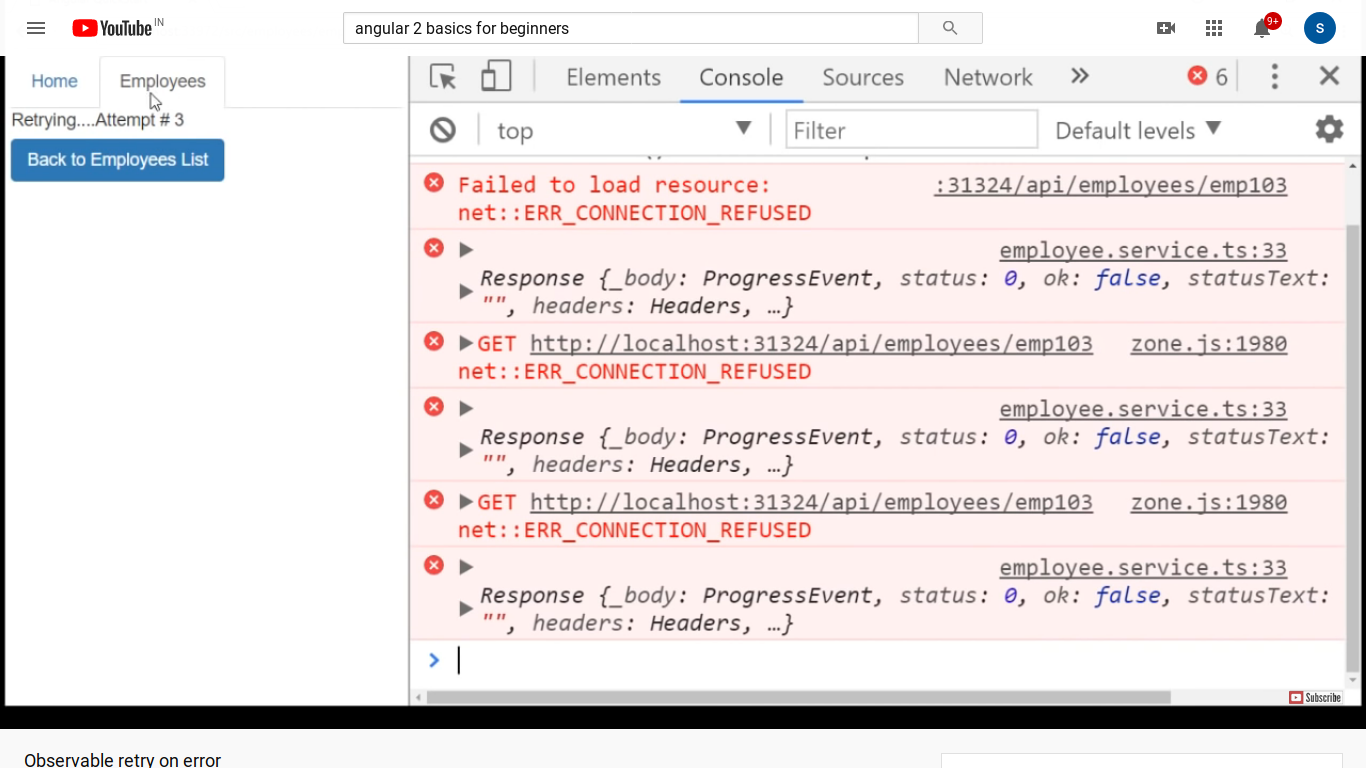 YouTube IN
angular 2 basics for beginners
9+
S
Home Employees
Retrying....Attempt # 3
Back to Employees List
Elements Console Sources Network 6
top Filter Default levels
Failed to load resource: :31324/api/employees/emp103
net::ERR_CONNECTION_REFUSED
employee.service.ts:33
Response {_body: ProgressEvent, status: 0, ok: false, statusText:
"", headers: Headers, …}
GET http://localhost:31324/api/employees/emp103 zone.js:1980
net::ERR_CONNECTION_REFUSED
employee.service.ts:33
Response {_body: ProgressEvent, status: 0, ok: false, statusText:
"", headers: Headers, …}
GET http://localhost:31324/api/employees/emp103 zone.js:1980
net::ERR_CONNECTION_REFUSED
employee.service.ts:33
Response {_body: ProgressEvent, status: 0, ok: false, statusText:
"", headers: Headers, …}
Subscribe
Observable retry on error